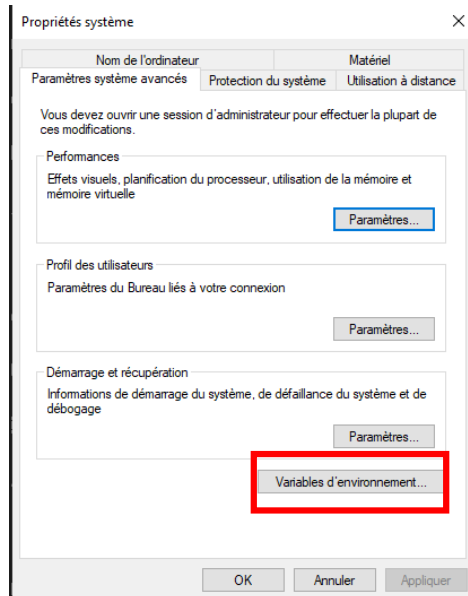 Propriétés système
Nom de l'ordinateur
Matériel
Paramètres système avancés
Protection du système
Utilisation à distance
Vous devez ouvrir une session d'administrateur pour effectuer la plupart de
ces modifications.
Performances
Effets visuels, planification du processeur, utilisation de la mémoire et
mémoire virtuelle
Paramètres...
Profil des utilisateurs
Paramètres du Bureau liés à votre connexion
Paramètres...
Démarrage et récupération
Informations de démarrage du système, de défaillance du système et de
débogage
Paramètres...
Variables d'environnement...
OK
Annuler
Appliquer